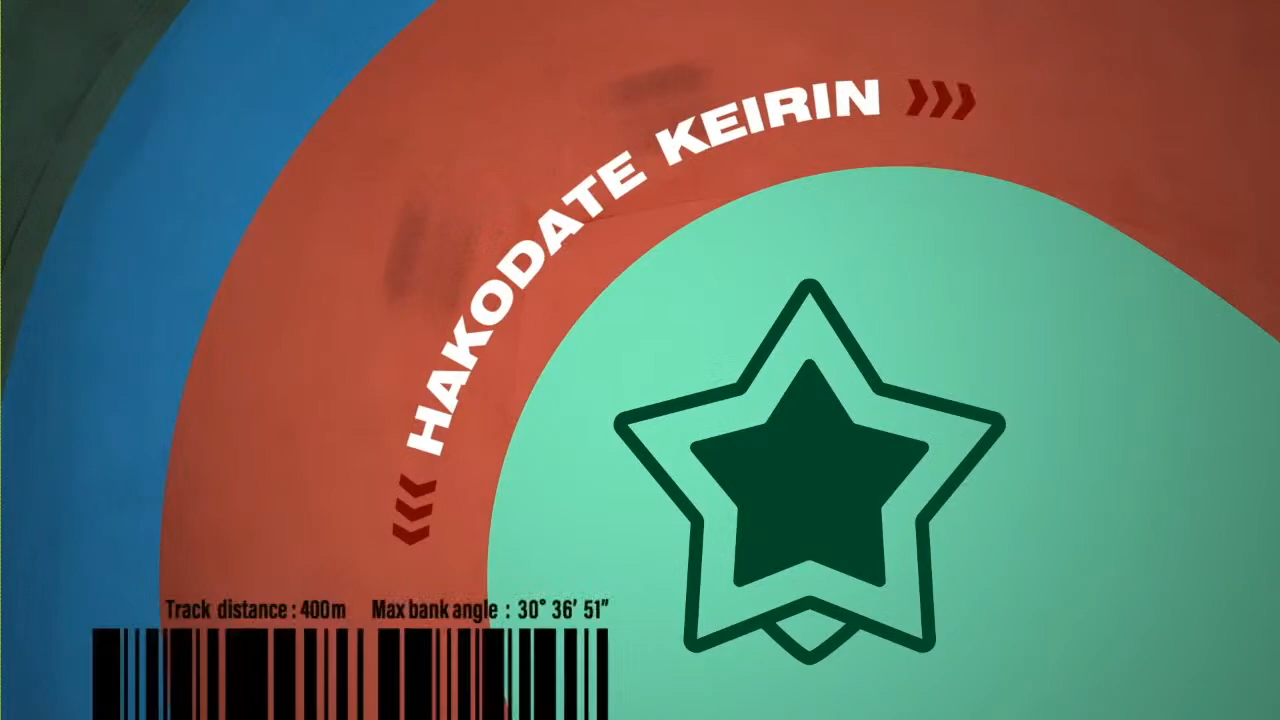 HAKODATE KEIRIN
Track distance : 400m Max bank angle : 30° 36′ 51″